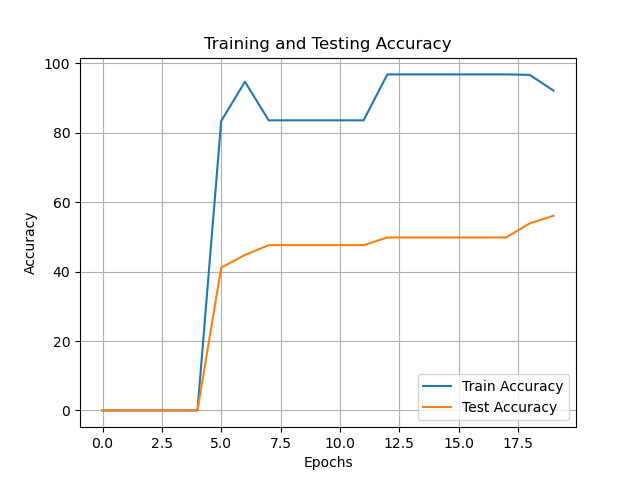 Training and Testing Accuracy
100
80
60
40
20
0
Accuracy
0.0 2.5 5.0 7.5 10.0 12.5 15.0 17.5
Epochs
Train Accuracy
Test Accuracy